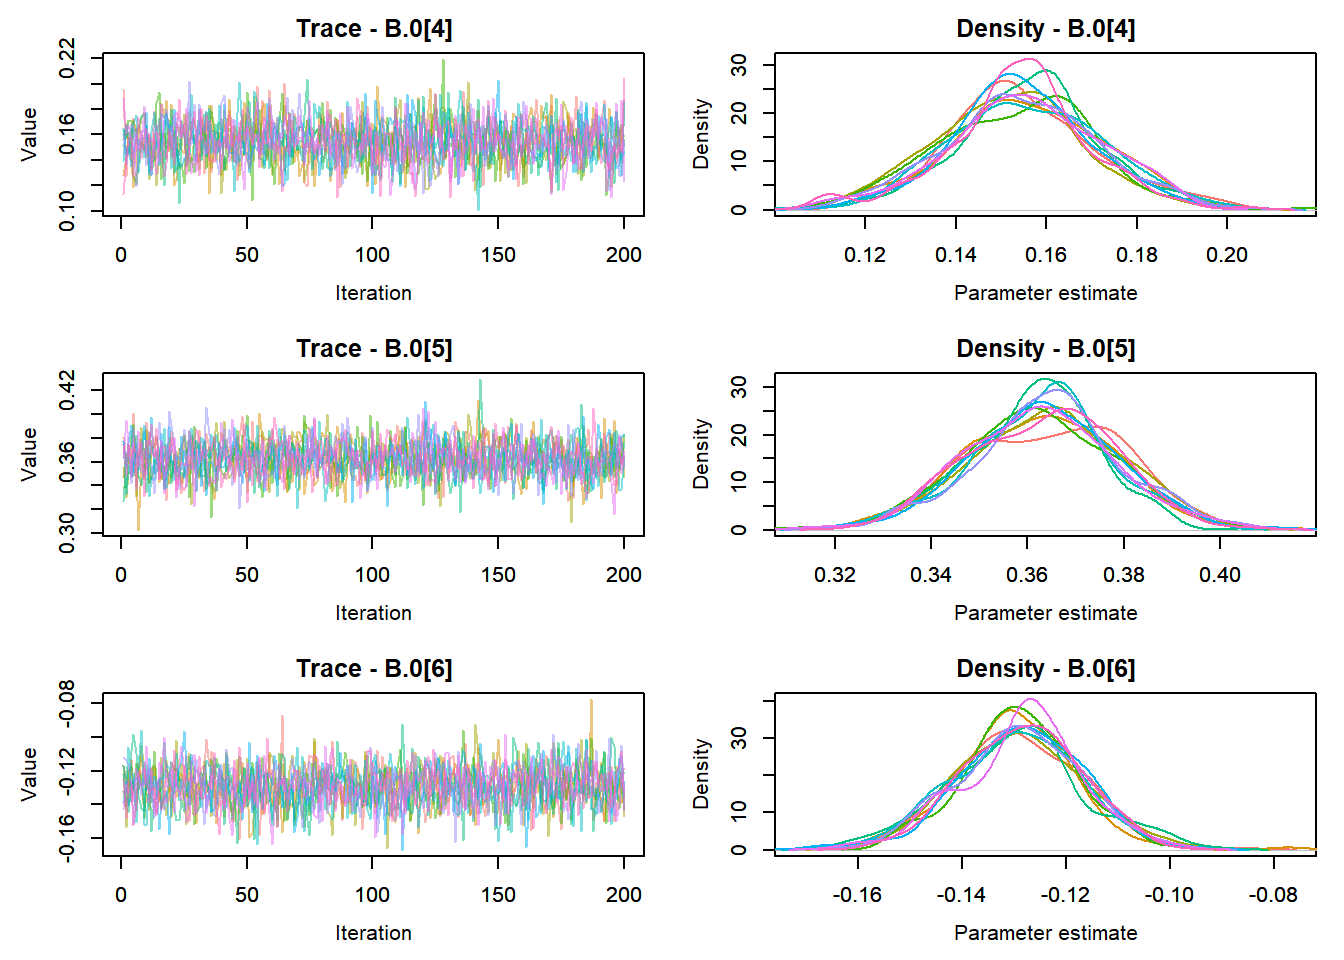 Trace - B.0[4]
Value
0.10 0.16 0.22
0 50 100 150 200
Iteration
Density - B.0[4]
Density
0 10 20 30
0.12 0.14 0.16 0.18 0.20
Parameter estimate
Trace - B.0[5]
Value
0.30 0.36 0.42
0 50 100 150 200
Iteration
Density - B.0[5]
Density
0 10 20 30
0.32 0.34 0.36 0.38 0.40
Parameter estimate
Trace - B.0[6]
Value
-0.16 -0.12 -0.08
0 50 100 150 200
Iteration
Density - B.0[6]
Density
0 10 30
-0.16 -0.14 -0.12 -0.10 -0.08
Parameter estimate